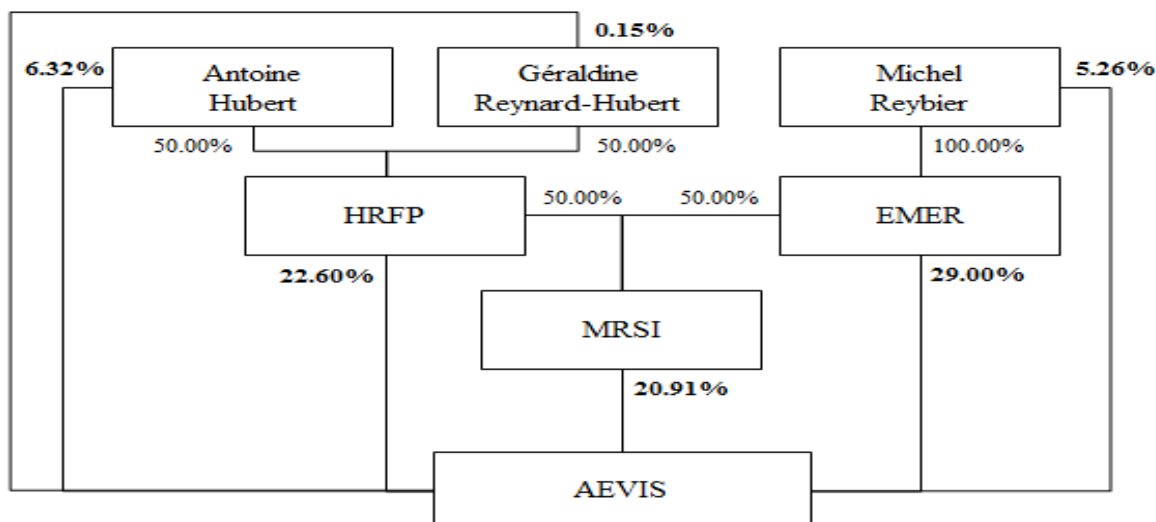 0.15%
6.32%
Antoine
Hubert
Géraldine
Reynard-Hubert
Michel
Reybier
5.26%
50.00%
50.00%
100.00%
HRFP
50.00%
50.00%
EMER
22.60%
29.00%
MRSI
20.91%
AEVIS